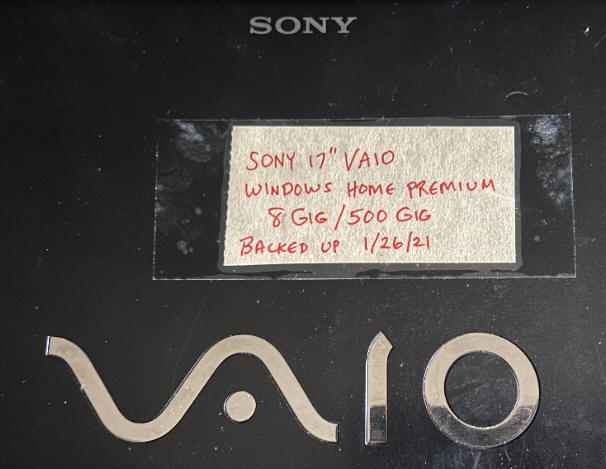 SONY
SONY 17" VAIO
WINDOWS HOME PREMIUM
8 GIG/500 GIG
BACKED UP 1/26/21
VAIO